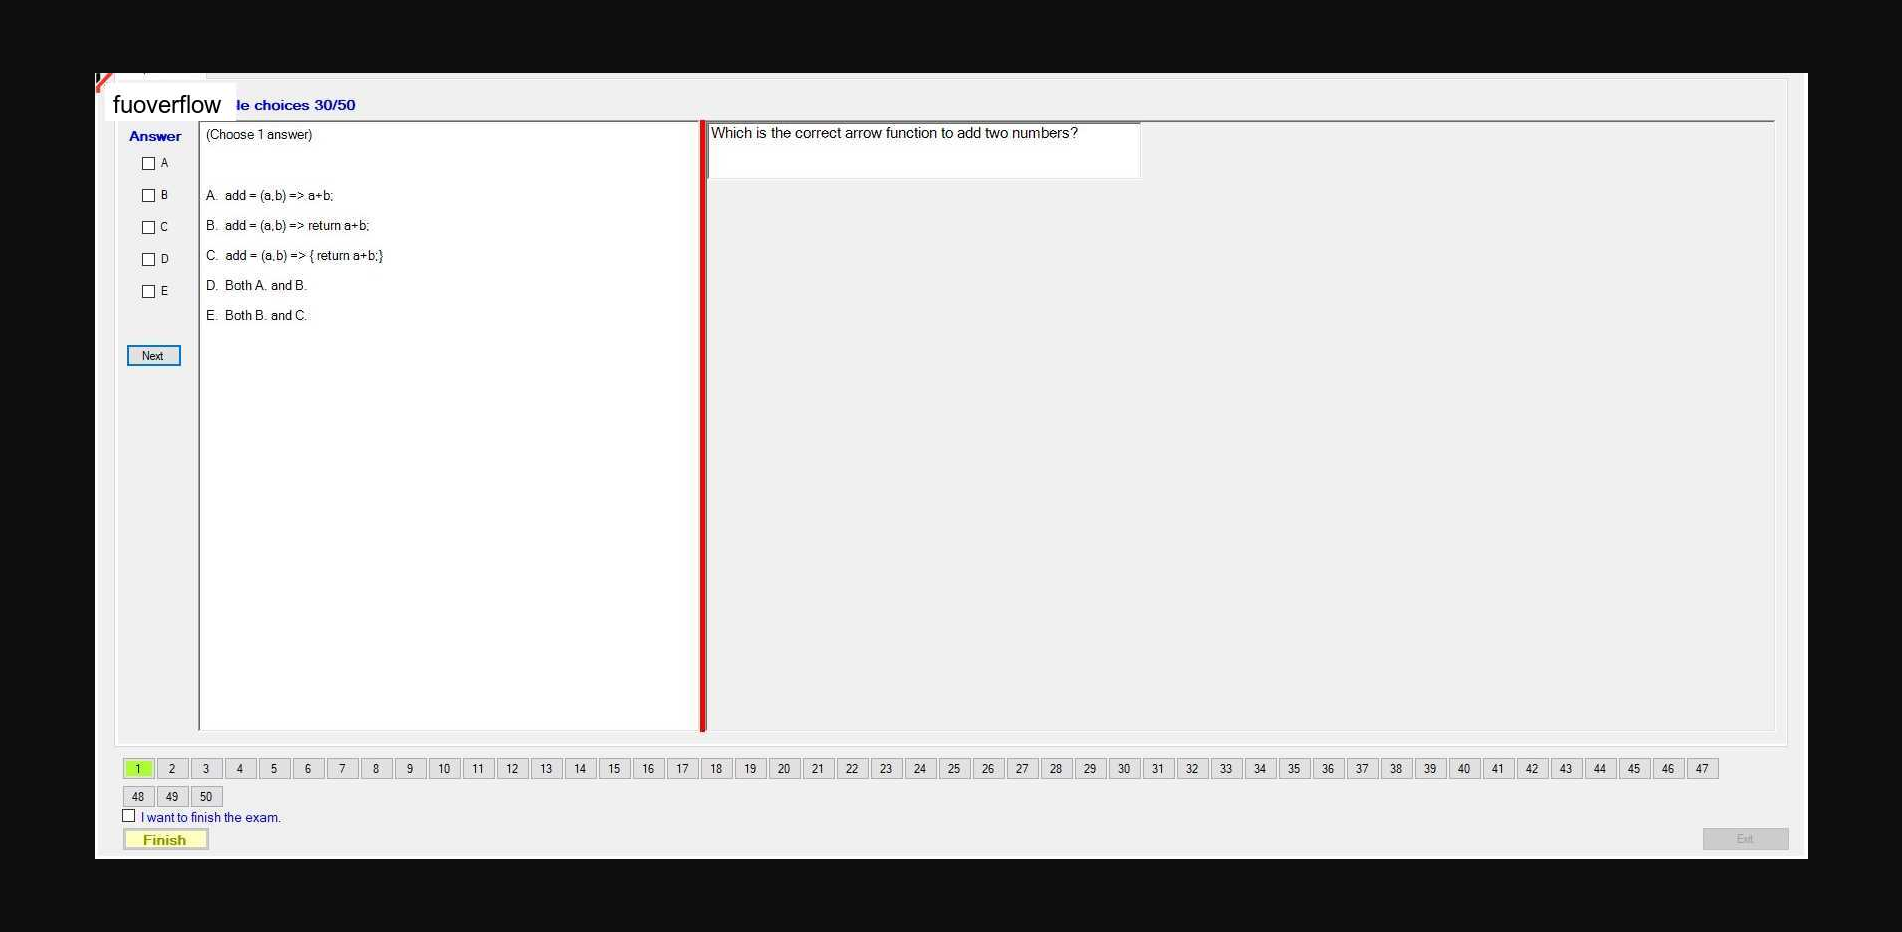 fuoverflow le choices 30/50
Answer
(Choose 1 answer)
Which is the correct arrow function to add two numbers?
A
B
C
D
E
A. add = (a,b) => a+b;
B. add = (a,b) => return a+b;
C. add = (a,b) => { return a+b;}
D. Both A. and B.
E. Both B. and C.
Next
1 2 3 4 5 6 7 8 9 10 11 12 13 14 15 16 17 18 19 20 21 22 23 24 25 26 27 28 29 30 31 32 33 34 35 36 37 38 39 40 41 42 43 44 45 46 47
48 49 50
I want to finish the exam.
Finish
Exit